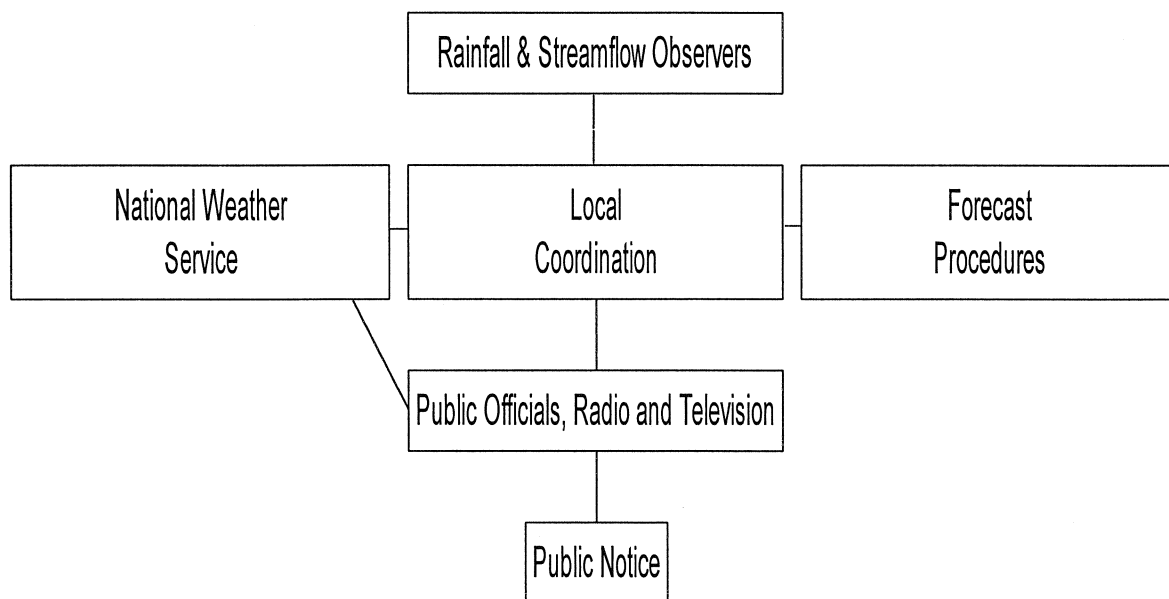 Rainfall & Streamflow Observers
National Weather
Service
Local
Coordination
Forecast
Procedures
Public Officials, Radio and Television
Public Notice